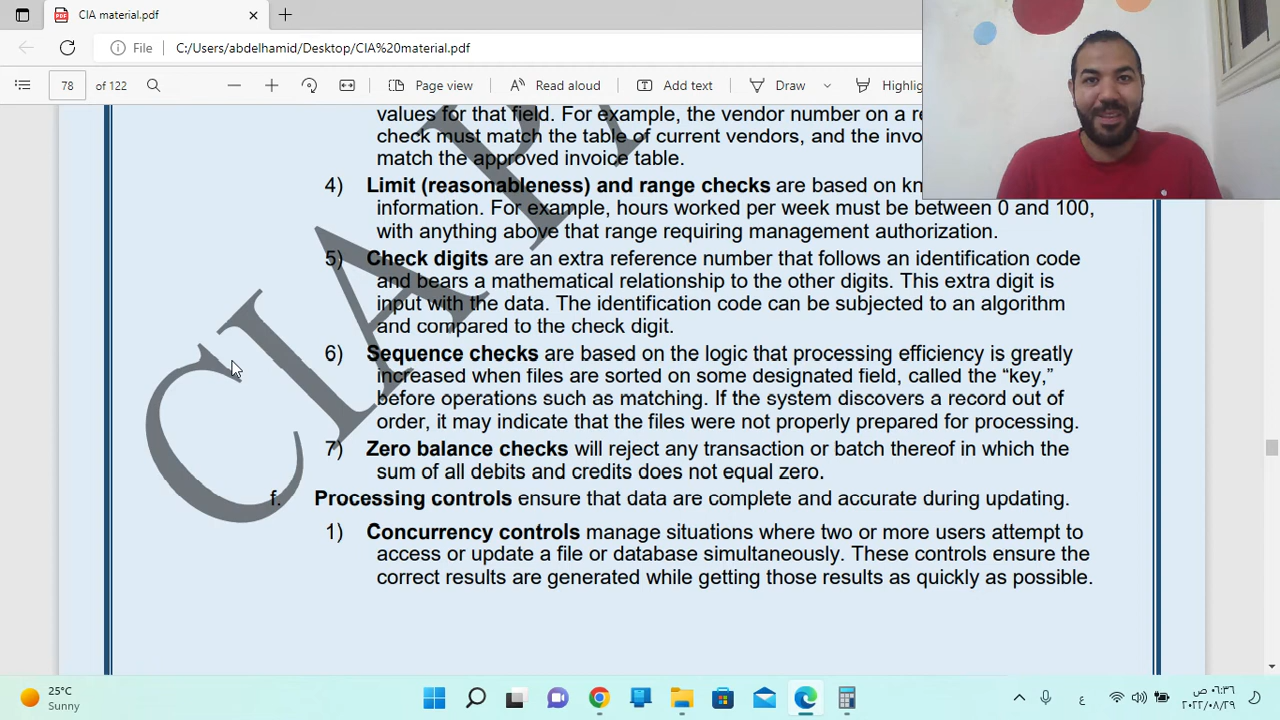 CIA material.pdf
File
C:/Users/abdelhamid/Desktop/CIA%20material.pdf
78 of 122
Page view
Read aloud
Add text
Draw
Highlig
values for that field. For example, the vendor number on a re
check must match the table of current vendors, and the invo
match the approved invoice table.
4) Limit (reasonableness) and range checks are based on kn
information. For example, hours worked per week must be between 0 and 100,
with anything above that range requiring management authorization.
5) Check digits are an extra reference number that follows an identification code
and bears a mathematical relationship to the other digits. This extra digit is
input with the data. The identification code can be subjected to an algorithm
and compared to the check digit.
6) Sequence checks are based on the logic that processing efficiency is greatly
increased when files are sorted on some designated field, called the “key,”
before operations such as matching. If the system discovers a record out of
order, it may indicate that the files were not properly prepared for processing.
7) Zero balance checks will reject any transaction or batch thereof in which the
sum of all debits and credits does not equal zero.
f. Processing controls ensure that data are complete and accurate during updating.
1) Concurrency controls manage situations where two or more users attempt to
access or update a file or database simultaneously. These controls ensure the
correct results are generated while getting those results as quickly as possible.
CIA
25°C
Sunny
ع
٠٦:٣٦ ص
٢٠٢٢/٠٨/٢٩